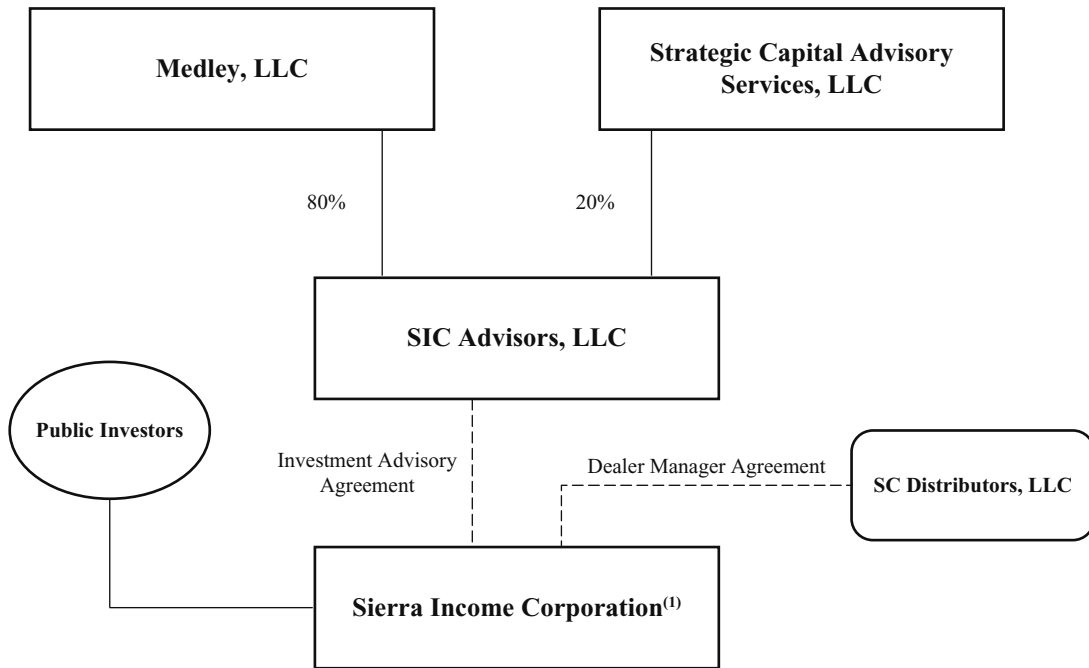 Medley, LLC
Strategic Capital Advisory
Services, LLC
80%
20%
SIC Advisors, LLC
Public Investors
Investment Advisory
Agreement
Dealer Manager Agreement
SC Distributors, LLC
Sierra Income Corporation(1)